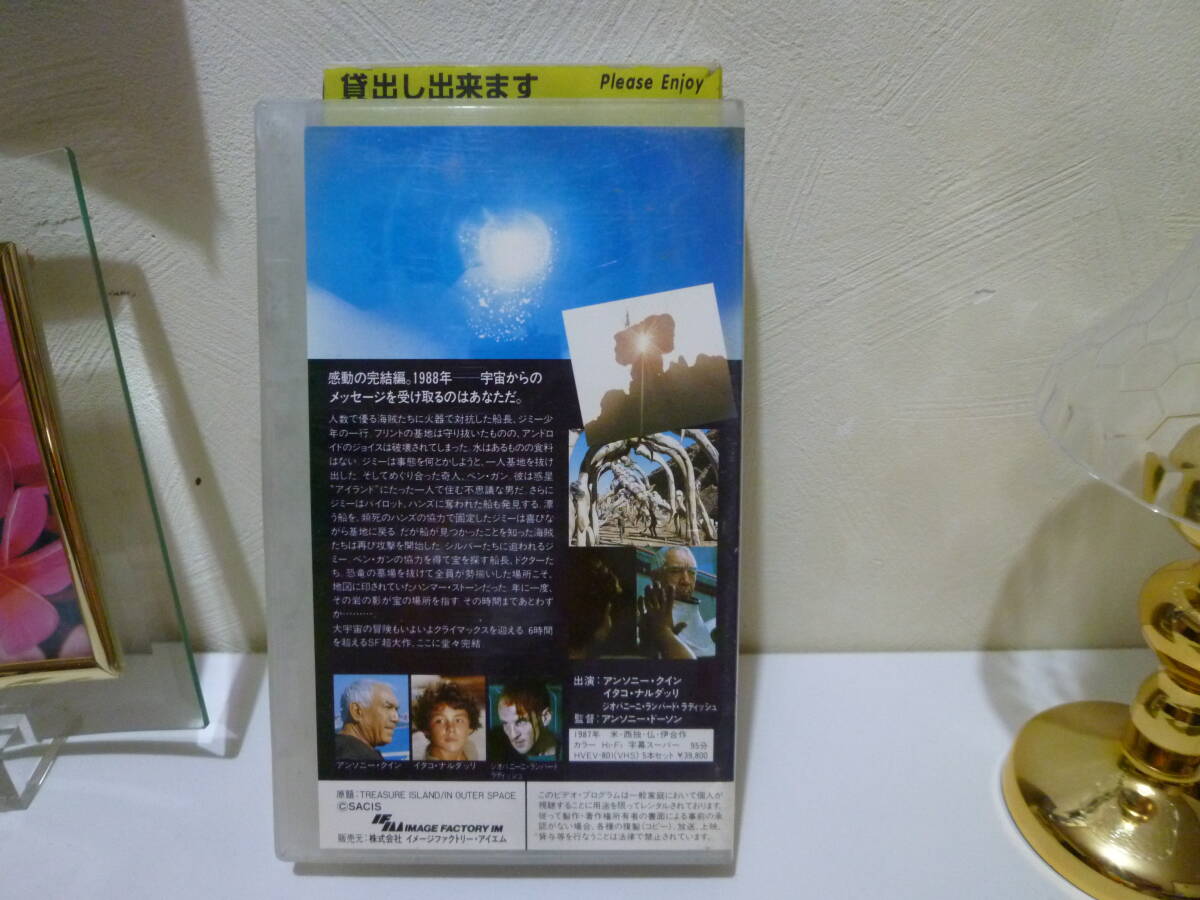 貸出し出来ます Please Enjoy
感動の完結編。1988年――宇宙からの
メッセージを受け取るのはあなただ。
人数で優る海賊たちに火器で対抗した船長、ジミー少
年の一行。フリントの基地は守り抜いたものの、アンドロ
イドのジョイスは破壊されてしまった。水はあるものの食料
はない。ジミーは事態を何とかしようと、一人基地を抜け
出した。そしてめぐり合った奇人、ベン・ガン。彼は惑星
"アイランド"にたった一人で住む不思議な男だ。さらに
ジミーはパイロット、ハンズに奪われた船も発見する。漂
う船を、瀕死のハンズの協力で固定したジミーは喜びな
がら基地に戻る。だが船が見つかったことを知った海賊
たちは再び攻撃を開始した。シルバーたちに追われるジ
ミー、ベン・ガンの協力を得て宝を探す船長、ドクターた
ち。恐竜の墓場を抜けて全員が勢揃いした場所こそ、
地図に印されていたハンマー・ストーンだった。年に一度、
その岩の影が宝の場所を指す。その時間まであとわず
か………
大宇宙の冒険もいよいよクライマックスを迎える。6時間
を超えるSF超大作、ここに堂々完結
アンソニー・クイン
イタコ・ナルダッリ
ジオバニーニ・ランバード・
ラディッシュ
出演：アンソニー・クイン
イタコ・ナルダッリ
ジオバニーニ・ランバード・ラディッシュ
監督：アンソニー・ドーソン
1987年 米・西独・仏・伊合作
カラー Hi-Fi 字幕スーパー 95分
HVEV-801(VHS) 5本セット ¥39,800
原題：TREASURE ISLAND/IN OUTER SPACE
©SACIS
IMAGE FACTORY IM
販売元：株式会社 イメージファクトリー・アイエム
このビデオ・プログラムは一般家庭において個人が
視聴することに用途を限ってレンタルされております。
従って製作・著作権所有者の書面による事前の承
認がない場合、各種の複製(コピー)、放送、上映、
貸与等を行なうことは法律で禁止されています。